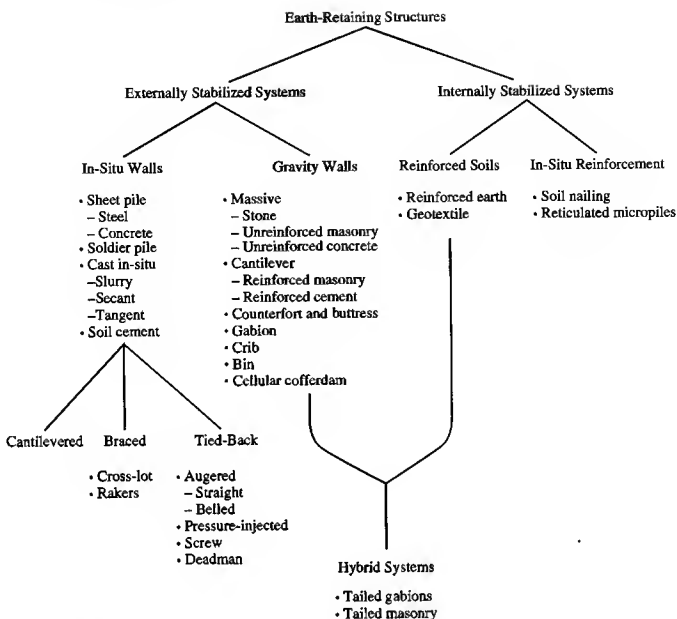 Earth-Retaining Structures
Externally Stabilized Systems
Internally Stabilized Systems
In-Situ Walls
• Sheet pile
– Steel
– Concrete
• Soldier pile
• Cast in-situ
–Slurry
–Secant
–Tangent
• Soil cement
Gravity Walls
• Massive
– Stone
– Unreinforced masonry
– Unreinforced concrete
• Cantilever
– Reinforced masonry
– Reinforced cement
• Counterfort and buttress
• Gabion
• Crib
• Bin
• Cellular cofferdam
Reinforced Soils
• Reinforced earth
• Geotextile
In-Situ Reinforcement
• Soil nailing
• Reticulated micropiles
Cantilevered
Braced
• Cross-lot
• Rakers
Tied-Back
• Augered
– Straight
– Belled
• Pressure-injected
• Screw
• Deadman
Hybrid Systems
• Tailed gabions
• Tailed masonry